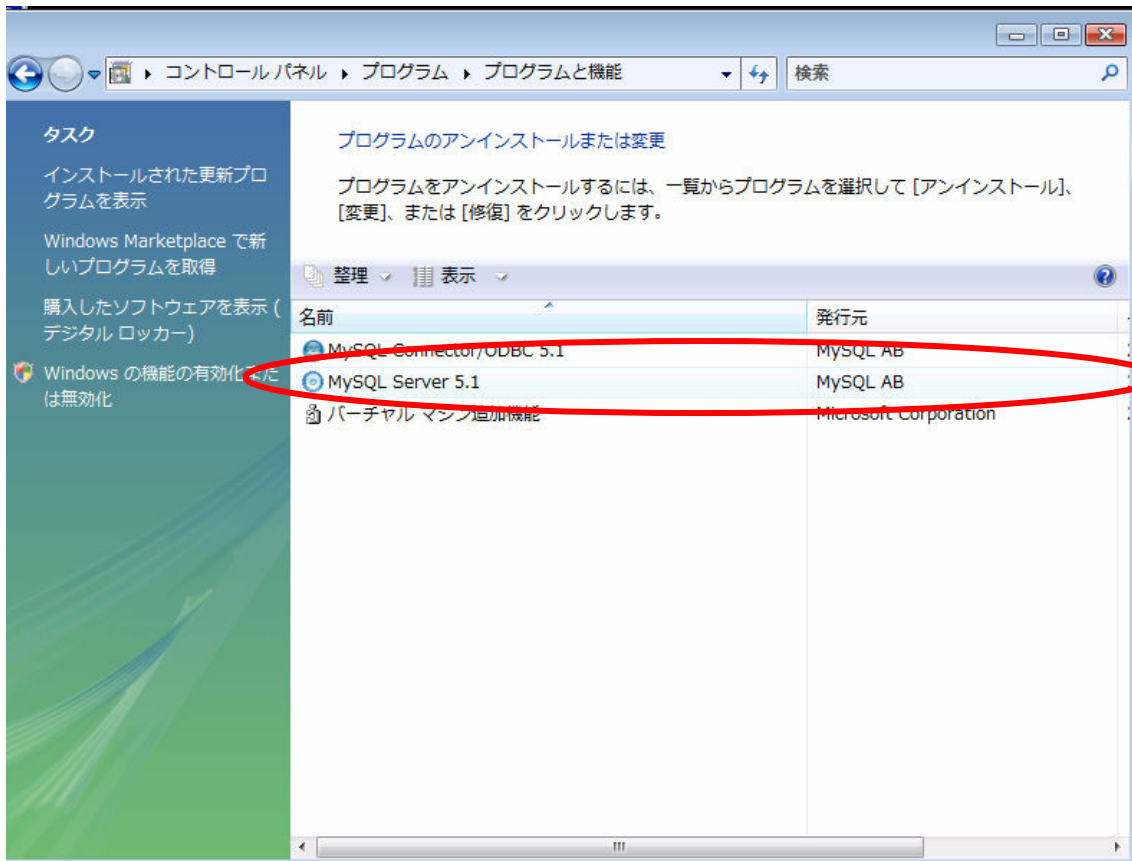 コントロール パネル ▸ プログラム ▸ プログラムと機能
検索
タスク
インストールされた更新プロ
グラムを表示
Windows Marketplace で新
しいプログラムを取得
購入したソフトウェアを表示 (
デジタル ロッカー)
Windows の機能の有効化また
は無効化
プログラムのアンインストールまたは変更
プログラムをアンインストールするには、一覧からプログラムを選択して [アンインストール]、
[変更]、または [修復] をクリックします。
整理 表示
名前 発行元
MySQL Connector/ODBC 5.1 MySQL AB
MySQL Server 5.1 MySQL AB
バーチャル マシン追加機能 Microsoft Corporation